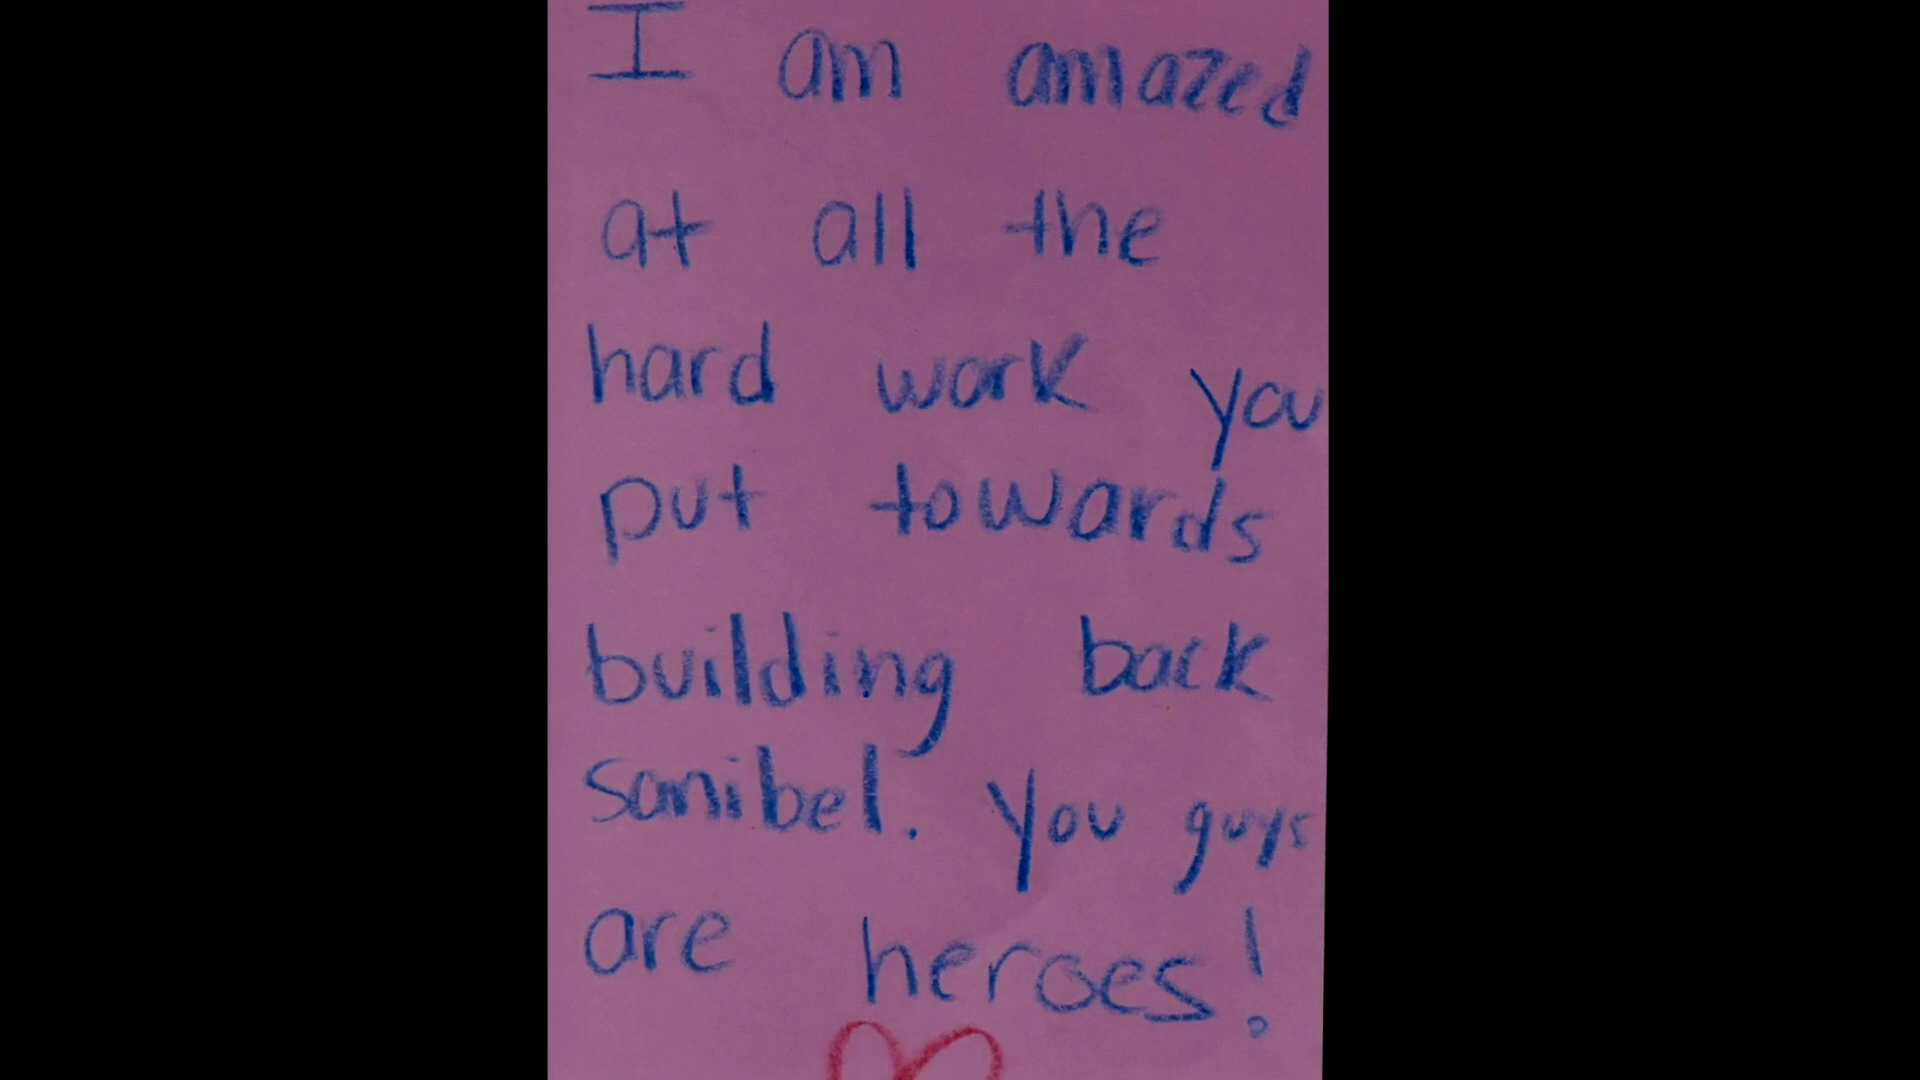 I am amazed
at all the
hard work you
put towards
building back
sanibel. You guys
are heroes!